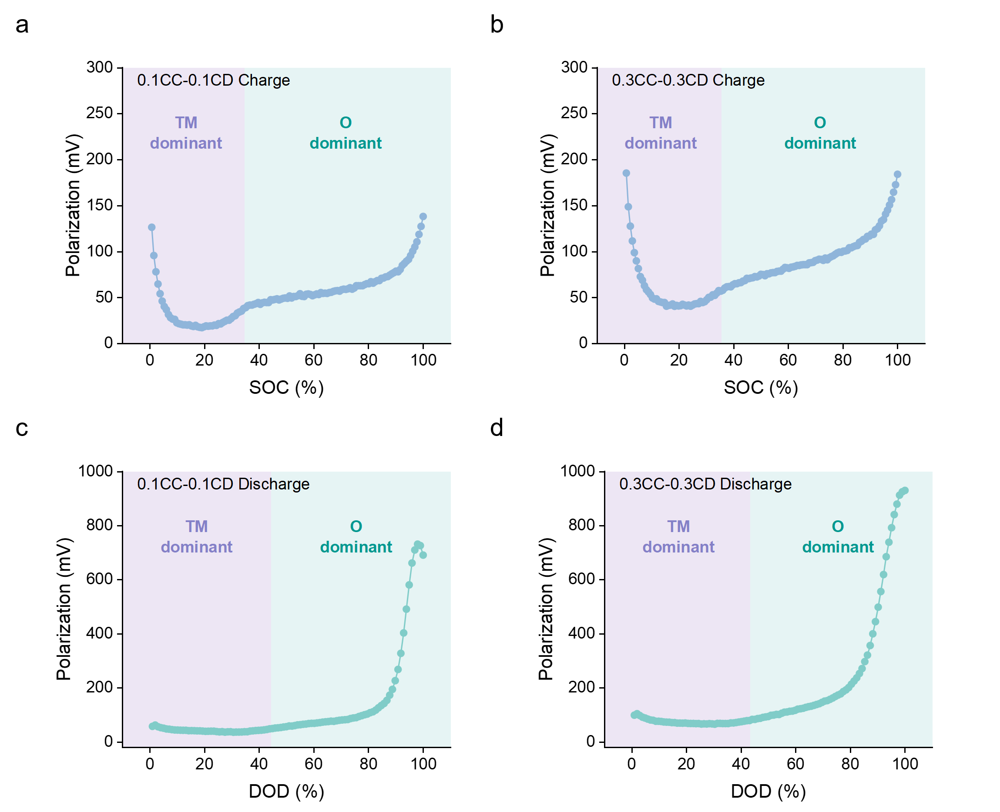 a
0.1CC-0.1CD Charge
TM
dominant
O
dominant
300
250
200
150
100
50
0
Polarization (mV)
0 20 40 60 80 100
SOC (%)
b
0.3CC-0.3CD Charge
TM
dominant
O
dominant
300
250
200
150
100
50
0
Polarization (mV)
0 20 40 60 80 100
SOC (%)
c
0.1CC-0.1CD Discharge
TM
dominant
O
dominant
1000
800
600
400
200
0
Polarization (mV)
0 20 40 60 80 100
DOD (%)
d
0.3CC-0.3CD Discharge
TM
dominant
O
dominant
1000
800
600
400
200
0
Polarization (mV)
0 20 40 60 80 100
DOD (%)